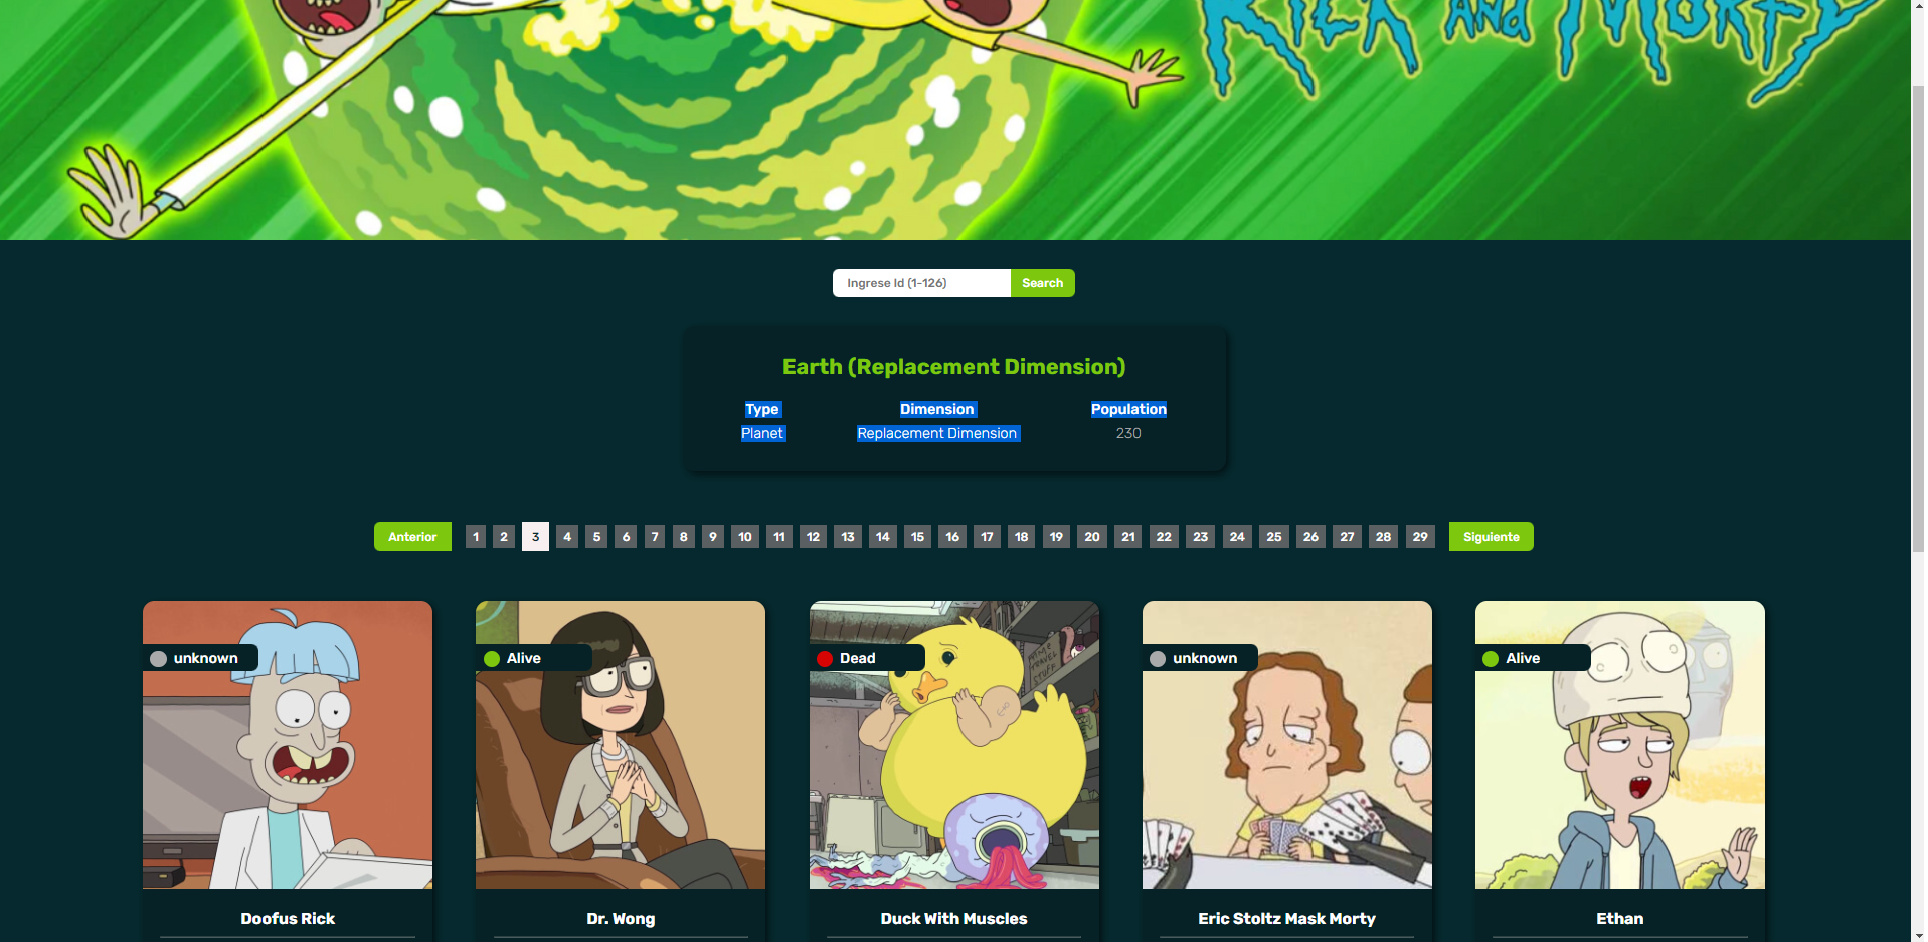 RICK AND MORTY
Ingrese Id (1-126) Search
Earth (Replacement Dimension)
Type Dimension Population
Planet Replacement Dimension 230
Anterior 1 2 3 4 5 6 7 8 9 10 11 12 13 14 15 16 17 18 19 20 21 22 23 24 25 26 27 28 29 Siguiente
unknown Alive Dead unknown Alive
TIME
TRAVEL
STUFF
Doofus Rick Dr. Wong Duck With Muscles Eric Stoltz Mask Morty Ethan